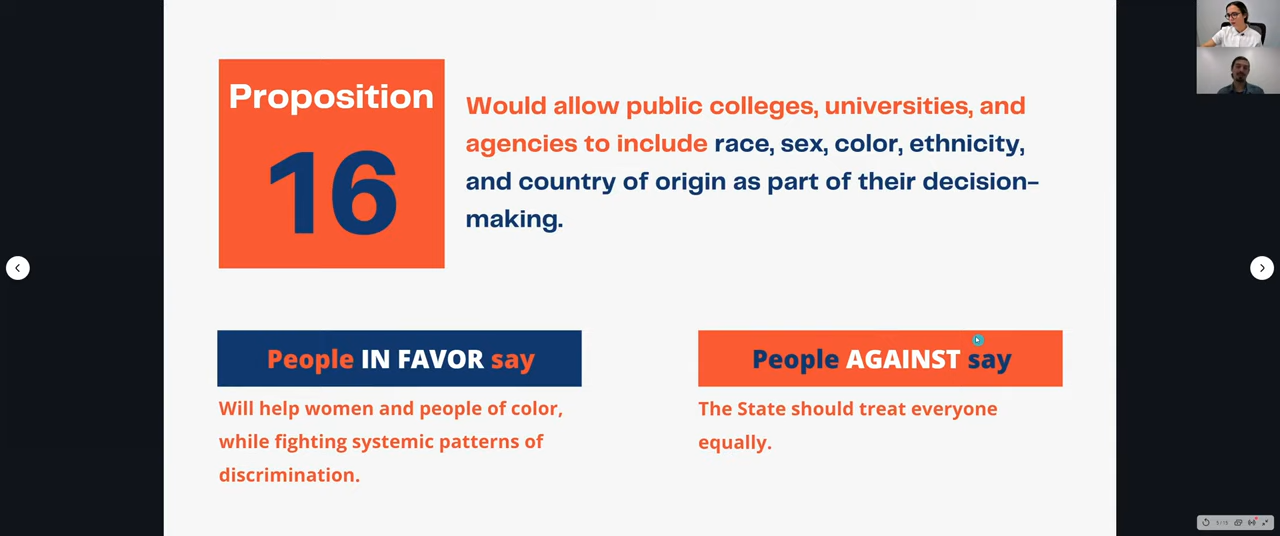 Proposition
16
Would allow public colleges, universities, and
agencies to include race, sex, color, ethnicity,
and country of origin as part of their decision-
making.
People IN FAVOR say
Will help women and people of color,
while fighting systemic patterns of
discrimination.
People AGAINST say
The State should treat everyone
equally.